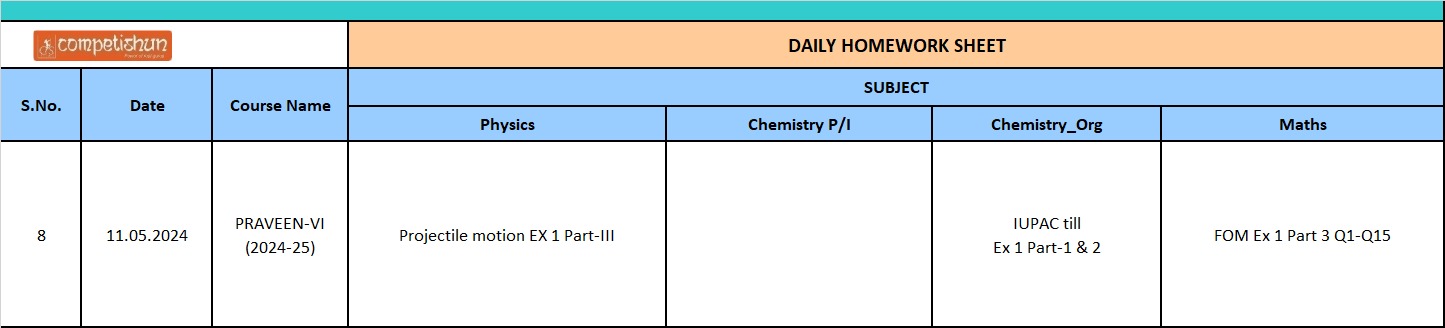 competishun
DAILY HOMEWORK SHEET
S.No.
Date
Course Name
SUBJECT
Physics
Chemistry P/I
Chemistry_Org
Maths
8
11.05.2024
PRAVEEN-VI
(2024-25)
Projectile motion EX 1 Part-III
IUPAC till
Ex 1 Part-1 & 2
FOM Ex 1 Part 3 Q1-Q15